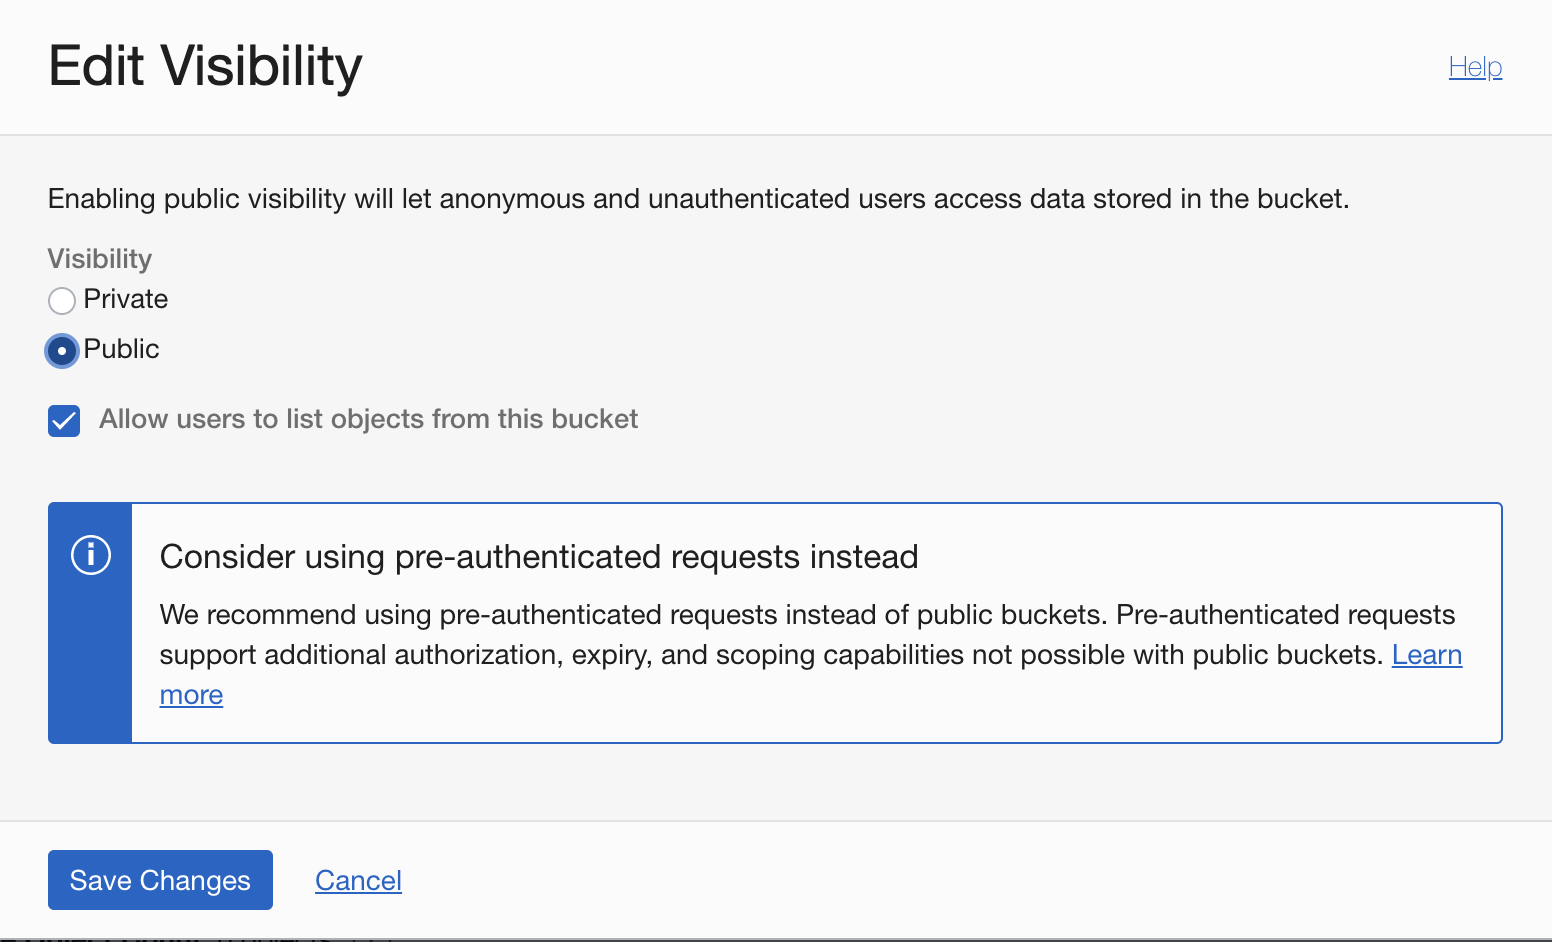 Edit Visibility
Help
Enabling public visibility will let anonymous and unauthenticated users access data stored in the bucket.
Visibility
Private
Public
Allow users to list objects from this bucket
Consider using pre-authenticated requests instead
We recommend using pre-authenticated requests instead of public buckets. Pre-authenticated requests
support additional authorization, expiry, and scoping capabilities not possible with public buckets. Learn
more
Save Changes
Cancel